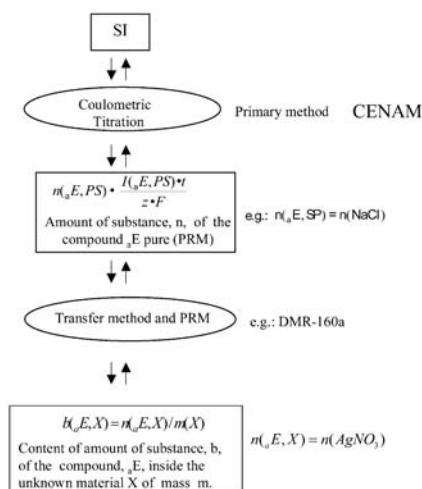 SI
Coulometric
Titration
Primary method CENAM
n(ₐE,PS) • I(ₐE,PS)•t / z•F
Amount of substance, n, of the
compound ₐE pure (PRM)
e.g.: n(ₐE,SP) = n(NaCl)
Transfer method and PRM
e.g.: DMR-160a
b(ₐE,X)=n(ₐE,X)/m(X)
Content of amount of substance, b,
of the compound, ₐE, inside the
unknown material X of mass m.
n(ₐE,X) = n(AgNO₃)